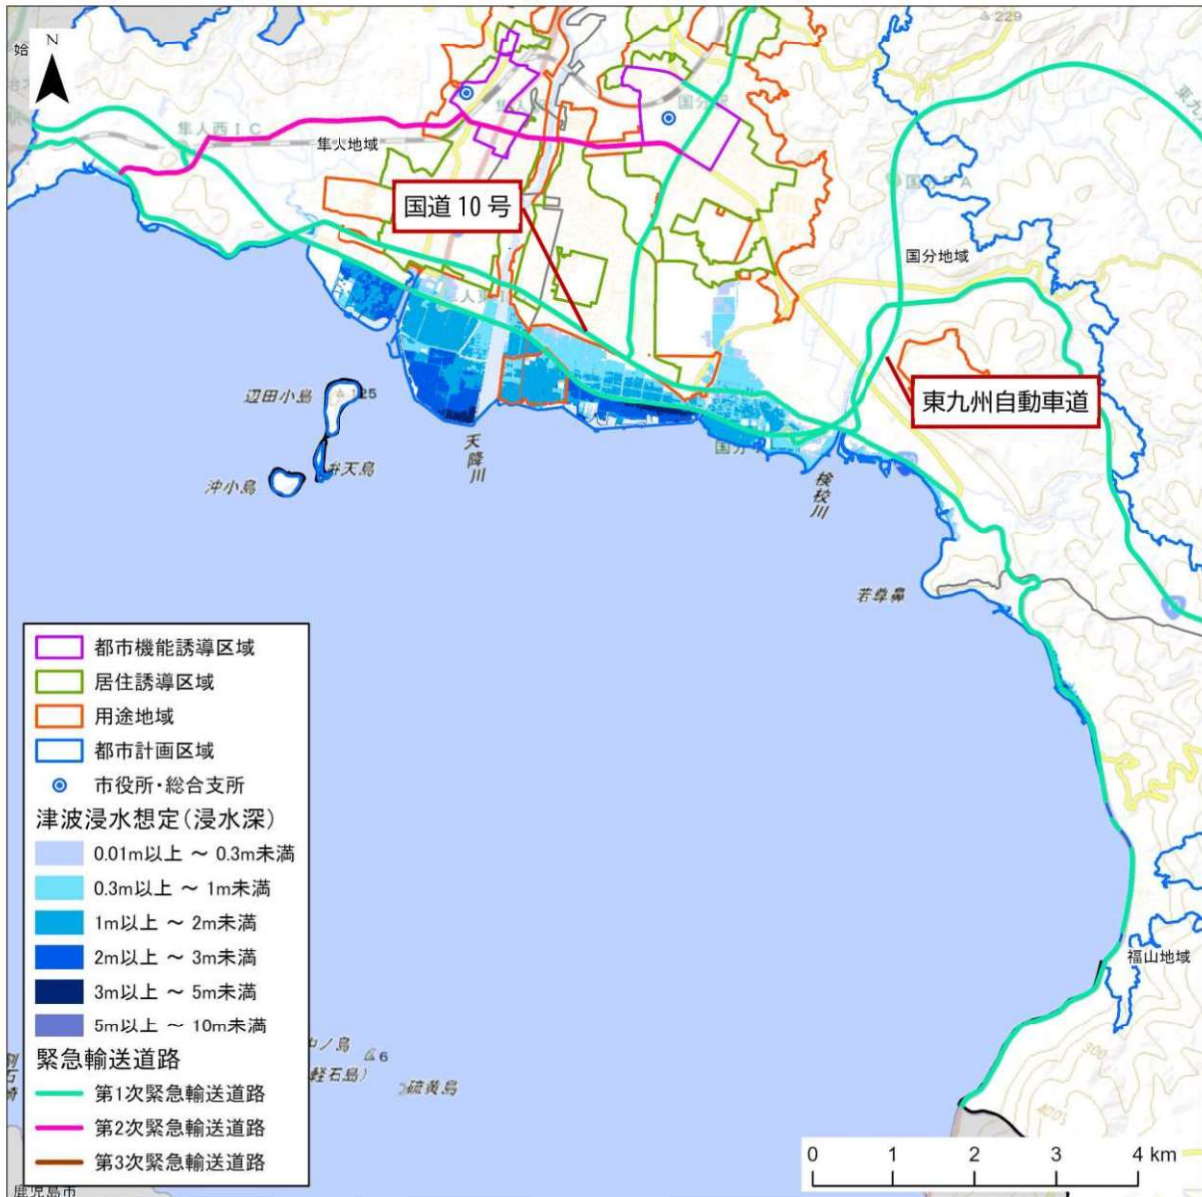 229
N
隼人西IC
隼人地域
国道10号
国分地域
東九州自動車道
辺田小島
125
弁天島
沖小島
天降川
検校川
若尊鼻
都市機能誘導区域
居住誘導区域
用途地域
都市計画区域
市役所・総合支所
津波浸水想定(浸水深)
0.01m以上 ～ 0.3m未満
0.3m以上 ～ 1m未満
1m以上 ～ 2m未満
2m以上 ～ 3m未満
3m以上 ～ 5m未満
5m以上 ～ 10m未満
緊急輸送道路
第1次緊急輸送道路
第2次緊急輸送道路
第3次緊急輸送道路
福山地域
6
軽石島)
硫黄島
300
400
0 1 2 3 4 km
鹿児島市